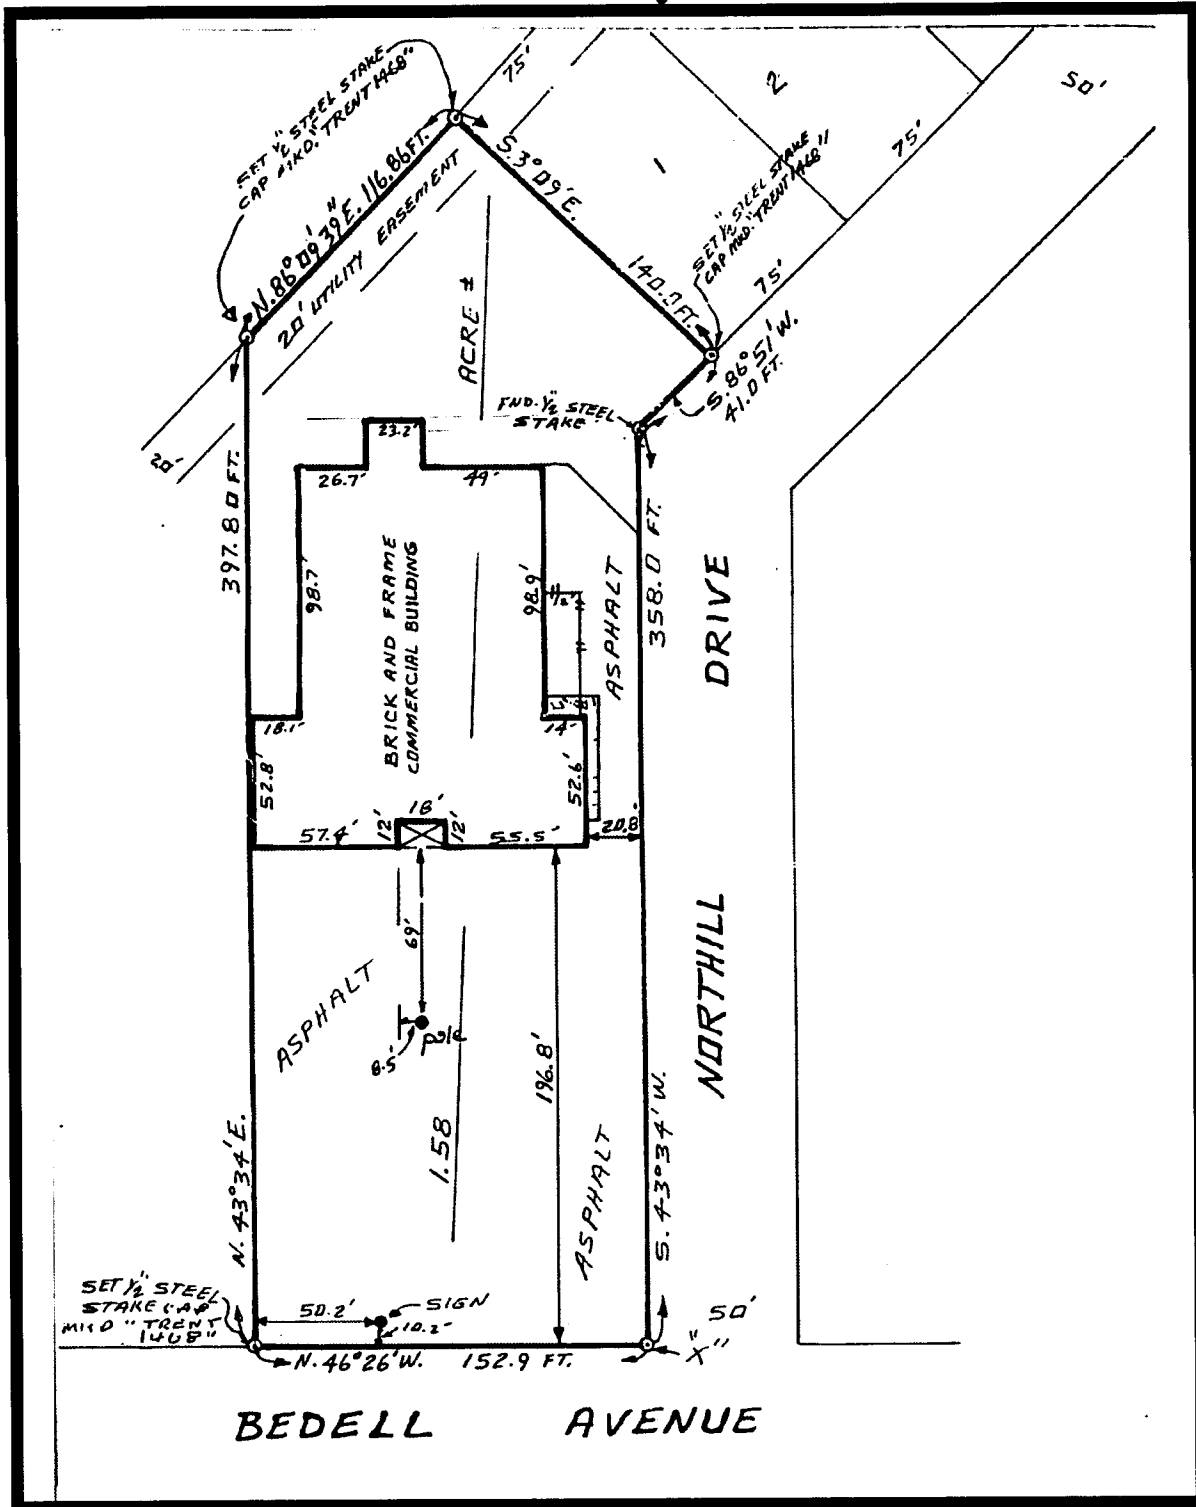 SET 1/2" STEEL STAKE
CAP MKD. "TRENT 1468"
75'
2
50'
N. 86° 09' 39" E. 116.86 FT.
20' UTILITY EASEMENT
S. 3° 09' E.
140.0 FT.
1
75'
SET 1/2" STEEL STAKE
CAP MKD. "TRENT 1468"
75'
S. 86° 51' W.
41.0 FT.
ACRE ±
FND. 1/2" STEEL
STAKE
20'
397.80 FT.
23.2'
26.7'
49'
98.7'
BRICK AND FRAME
COMMERCIAL BUILDING
98.9'
ASPHALT
358.0 FT.
DRIVE
18.1'
14'
52.8'
52.6'
18'
57.4'
12'
12'
55.5'
20.8'
69'
ASPHALT
pole
8.5'
196.8'
NORTHILL
1.58
ASPHALT
N. 43° 34' E.
S. 43° 34' W.
SET 1/2" STEEL
STAKE CAP
MKD "TRENT
1468"
50.2'
SIGN
10.2'
50'
"X"
N. 46° 26' W. 152.9 FT.
BEDELL AVENUE